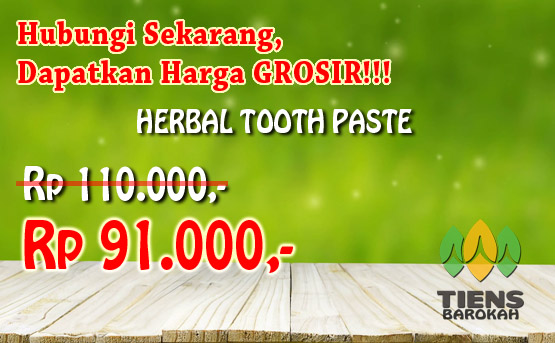 Hubungi Sekarang,
Dapatkan Harga GROSIR!!!
HERBAL TOOTH PASTE
Rp 110.000,-
Rp 91.000,-
TIENS
BAROKAH